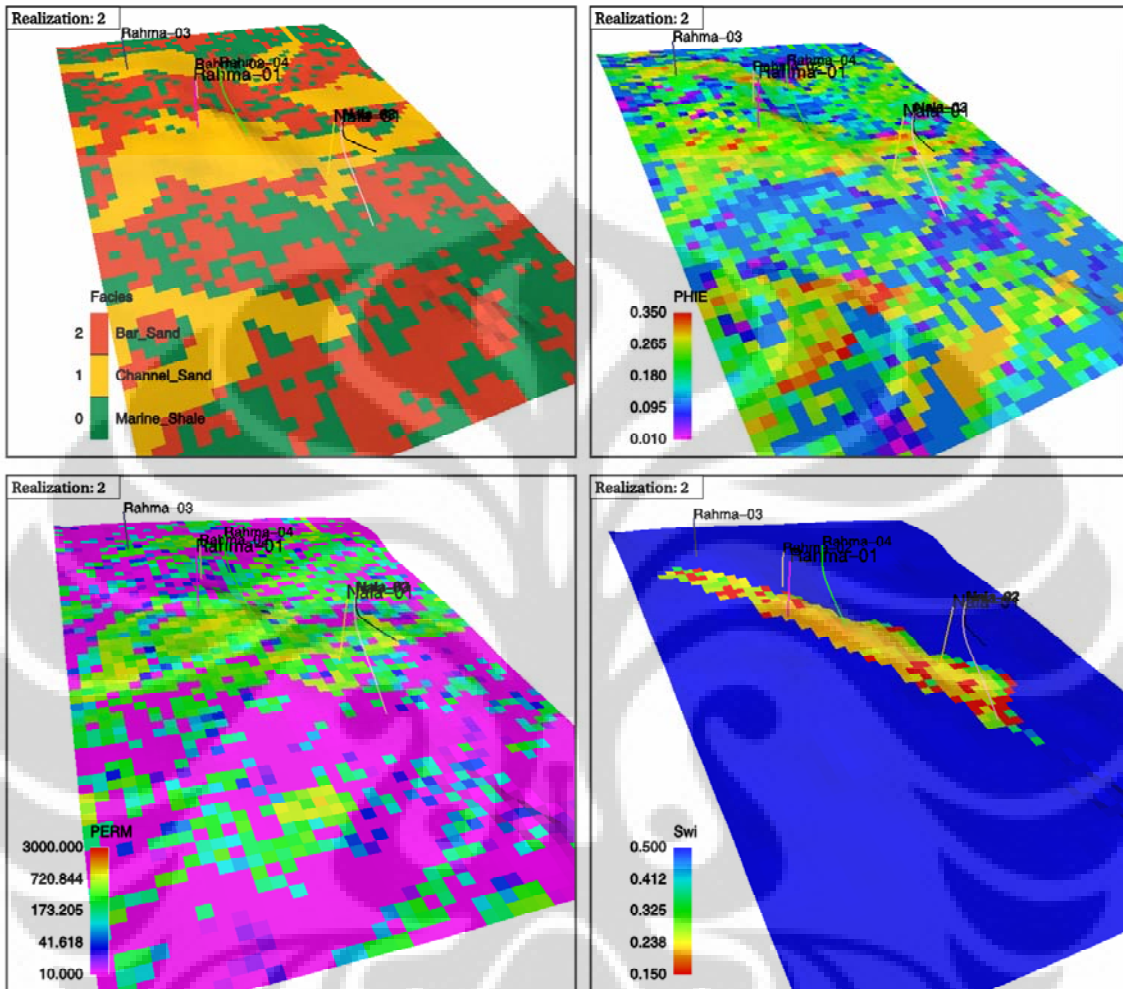 Realization: 2
Rahma-03
Rahma-04
Rahma-01
Facies
2 Bar_Sand
1 Channel_Sand
0 Marine_Shale
Realization: 2
Rahma-03
Rahma-04
Rahma-01
PHIE
0.350
0.265
0.180
0.095
0.010
Realization: 2
Rahma-03
Rahma-04
Rahma-01
PERM
3000.000
720.844
173.205
41.618
10.000
Realization: 2
Rahma-03
Rahma-04
Rahma-02
Rahma-01
Swi
0.500
0.412
0.325
0.238
0.150